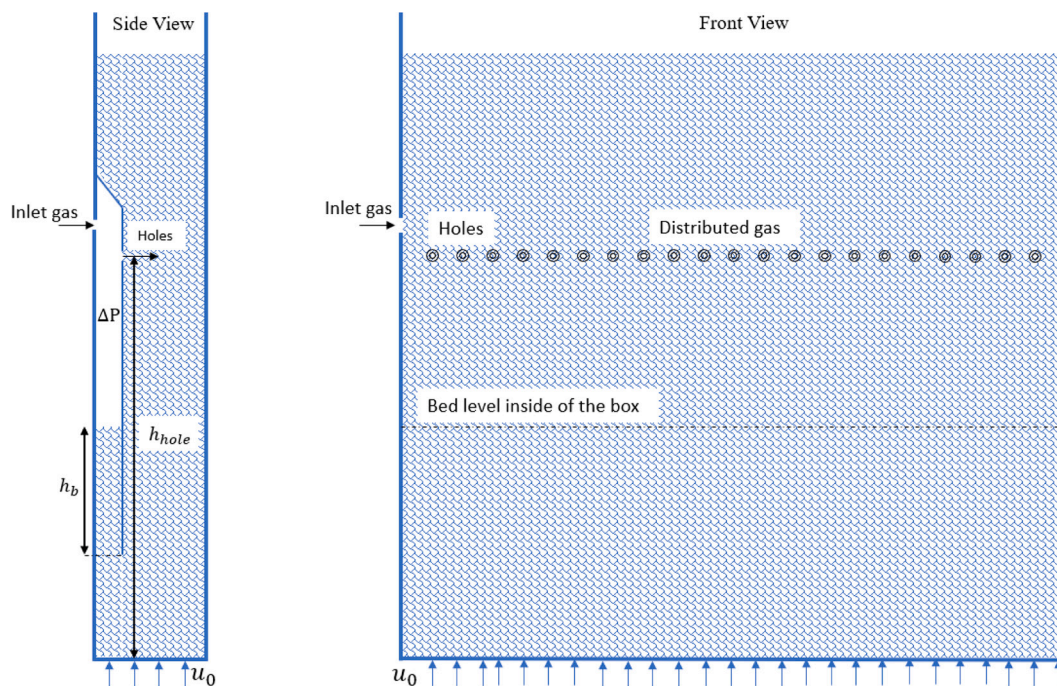 Side View
Front View
Inlet gas
Holes
ΔP
h_hole
h_b
u_0
Inlet gas
Holes
Distributed gas
Bed level inside of the box
u_0